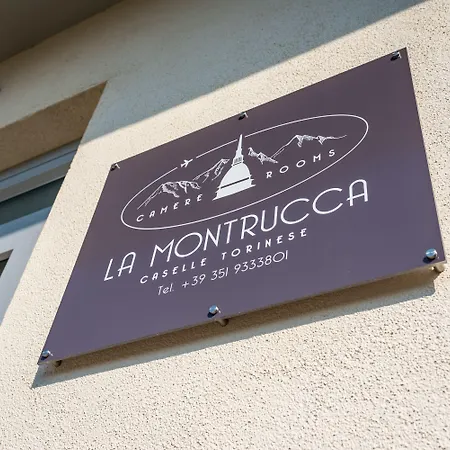 CAMERE ROOMS
LA MONTRUCCA
CASELLE TORINESE
Tel. +39 351 9333801